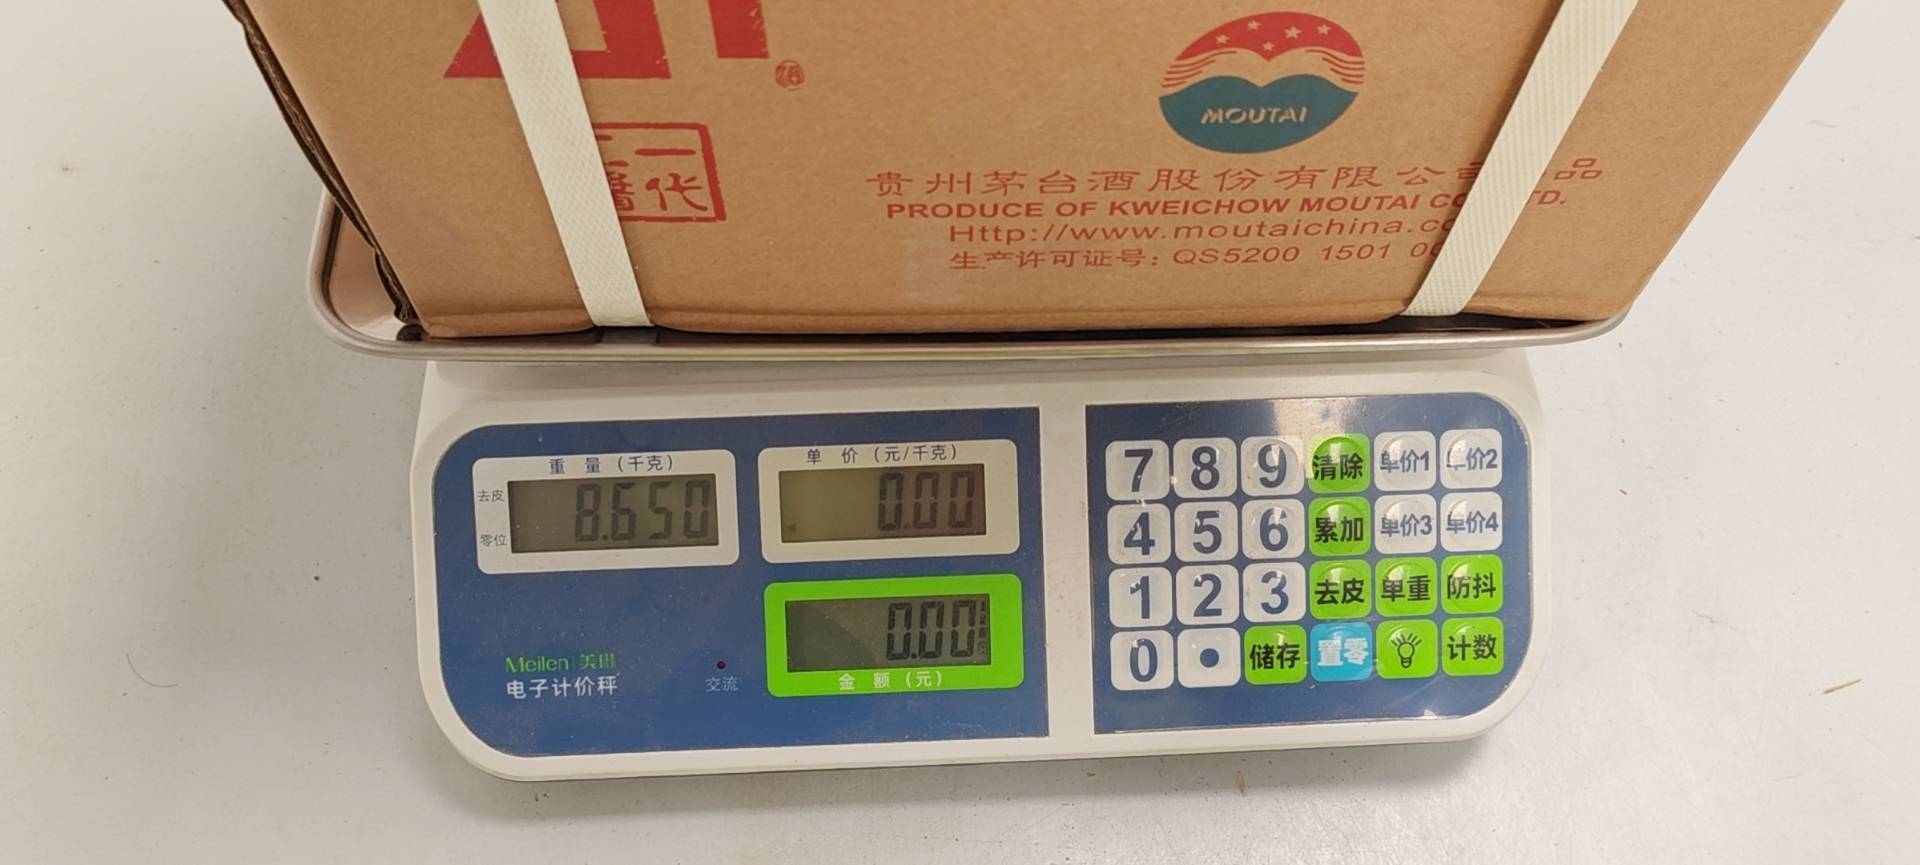 MOUTAI
贵州茅台酒股份有限公司
品
PRODUCE OF KWEICHOW MOUTAI CO
TD.
Http://www.moutaichina.co
生产许可证号：QS5200 1501 0
一代
重 量 (千克)
去皮
8.650
零位
单 价 (元/千克)
0.00
0.00
金 额 (元)
Meilen
电子计价秤
交流
7 8 9 清除 单价1 单价2
4 5 6 累加 单价3 单价4
1 2 3 去皮 单重 防抖
0 • 储存 置零 计数